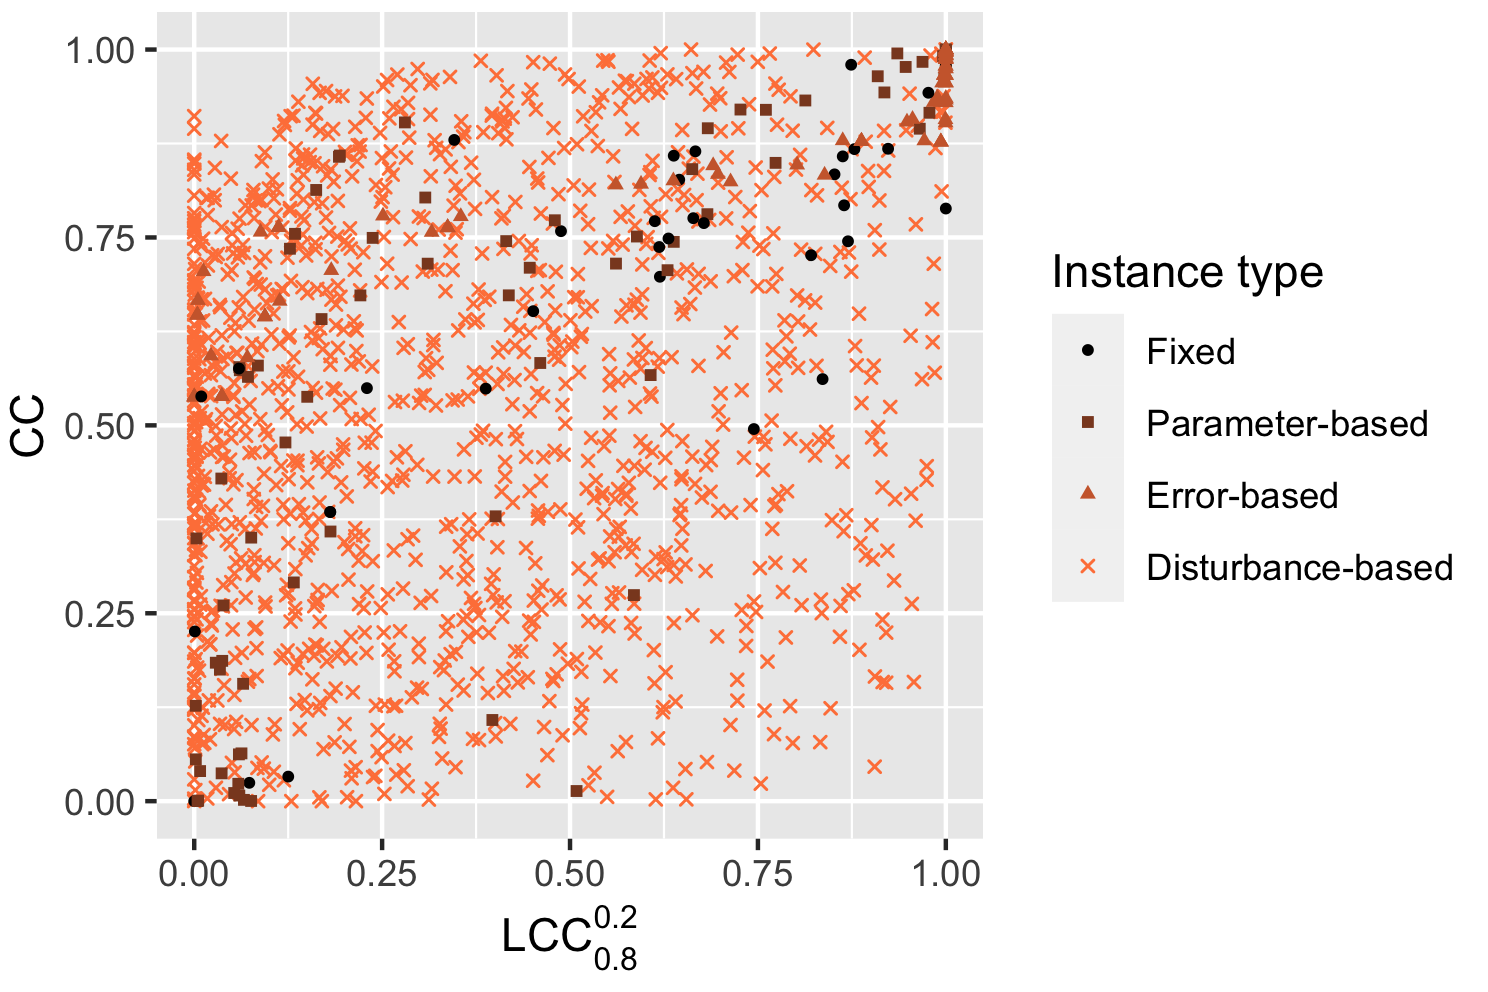 1.00
0.75
0.50
0.25
0.00
CC
0.00 0.25 0.50 0.75 1.00
LCC 0.2 0.8
Instance type
Fixed
Parameter-based
Error-based
Disturbance-based